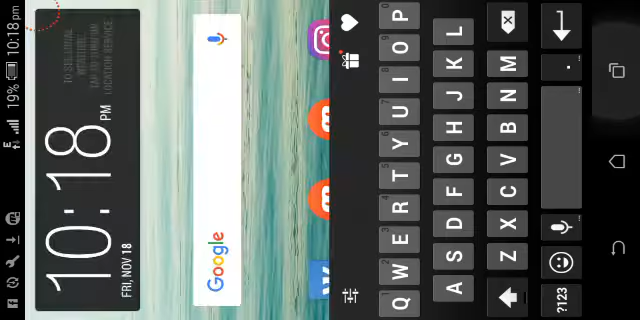 E 19% 10:18 pm
10:18 PM
TO SEE LOCAL
WEATHER,
TAP TO TURN ON
LOCATION SERVICE
FRI, NOV 18
Google
Q W E R T Y U I O P
A S D F G H J K L
Z X C V B N M
?123 .